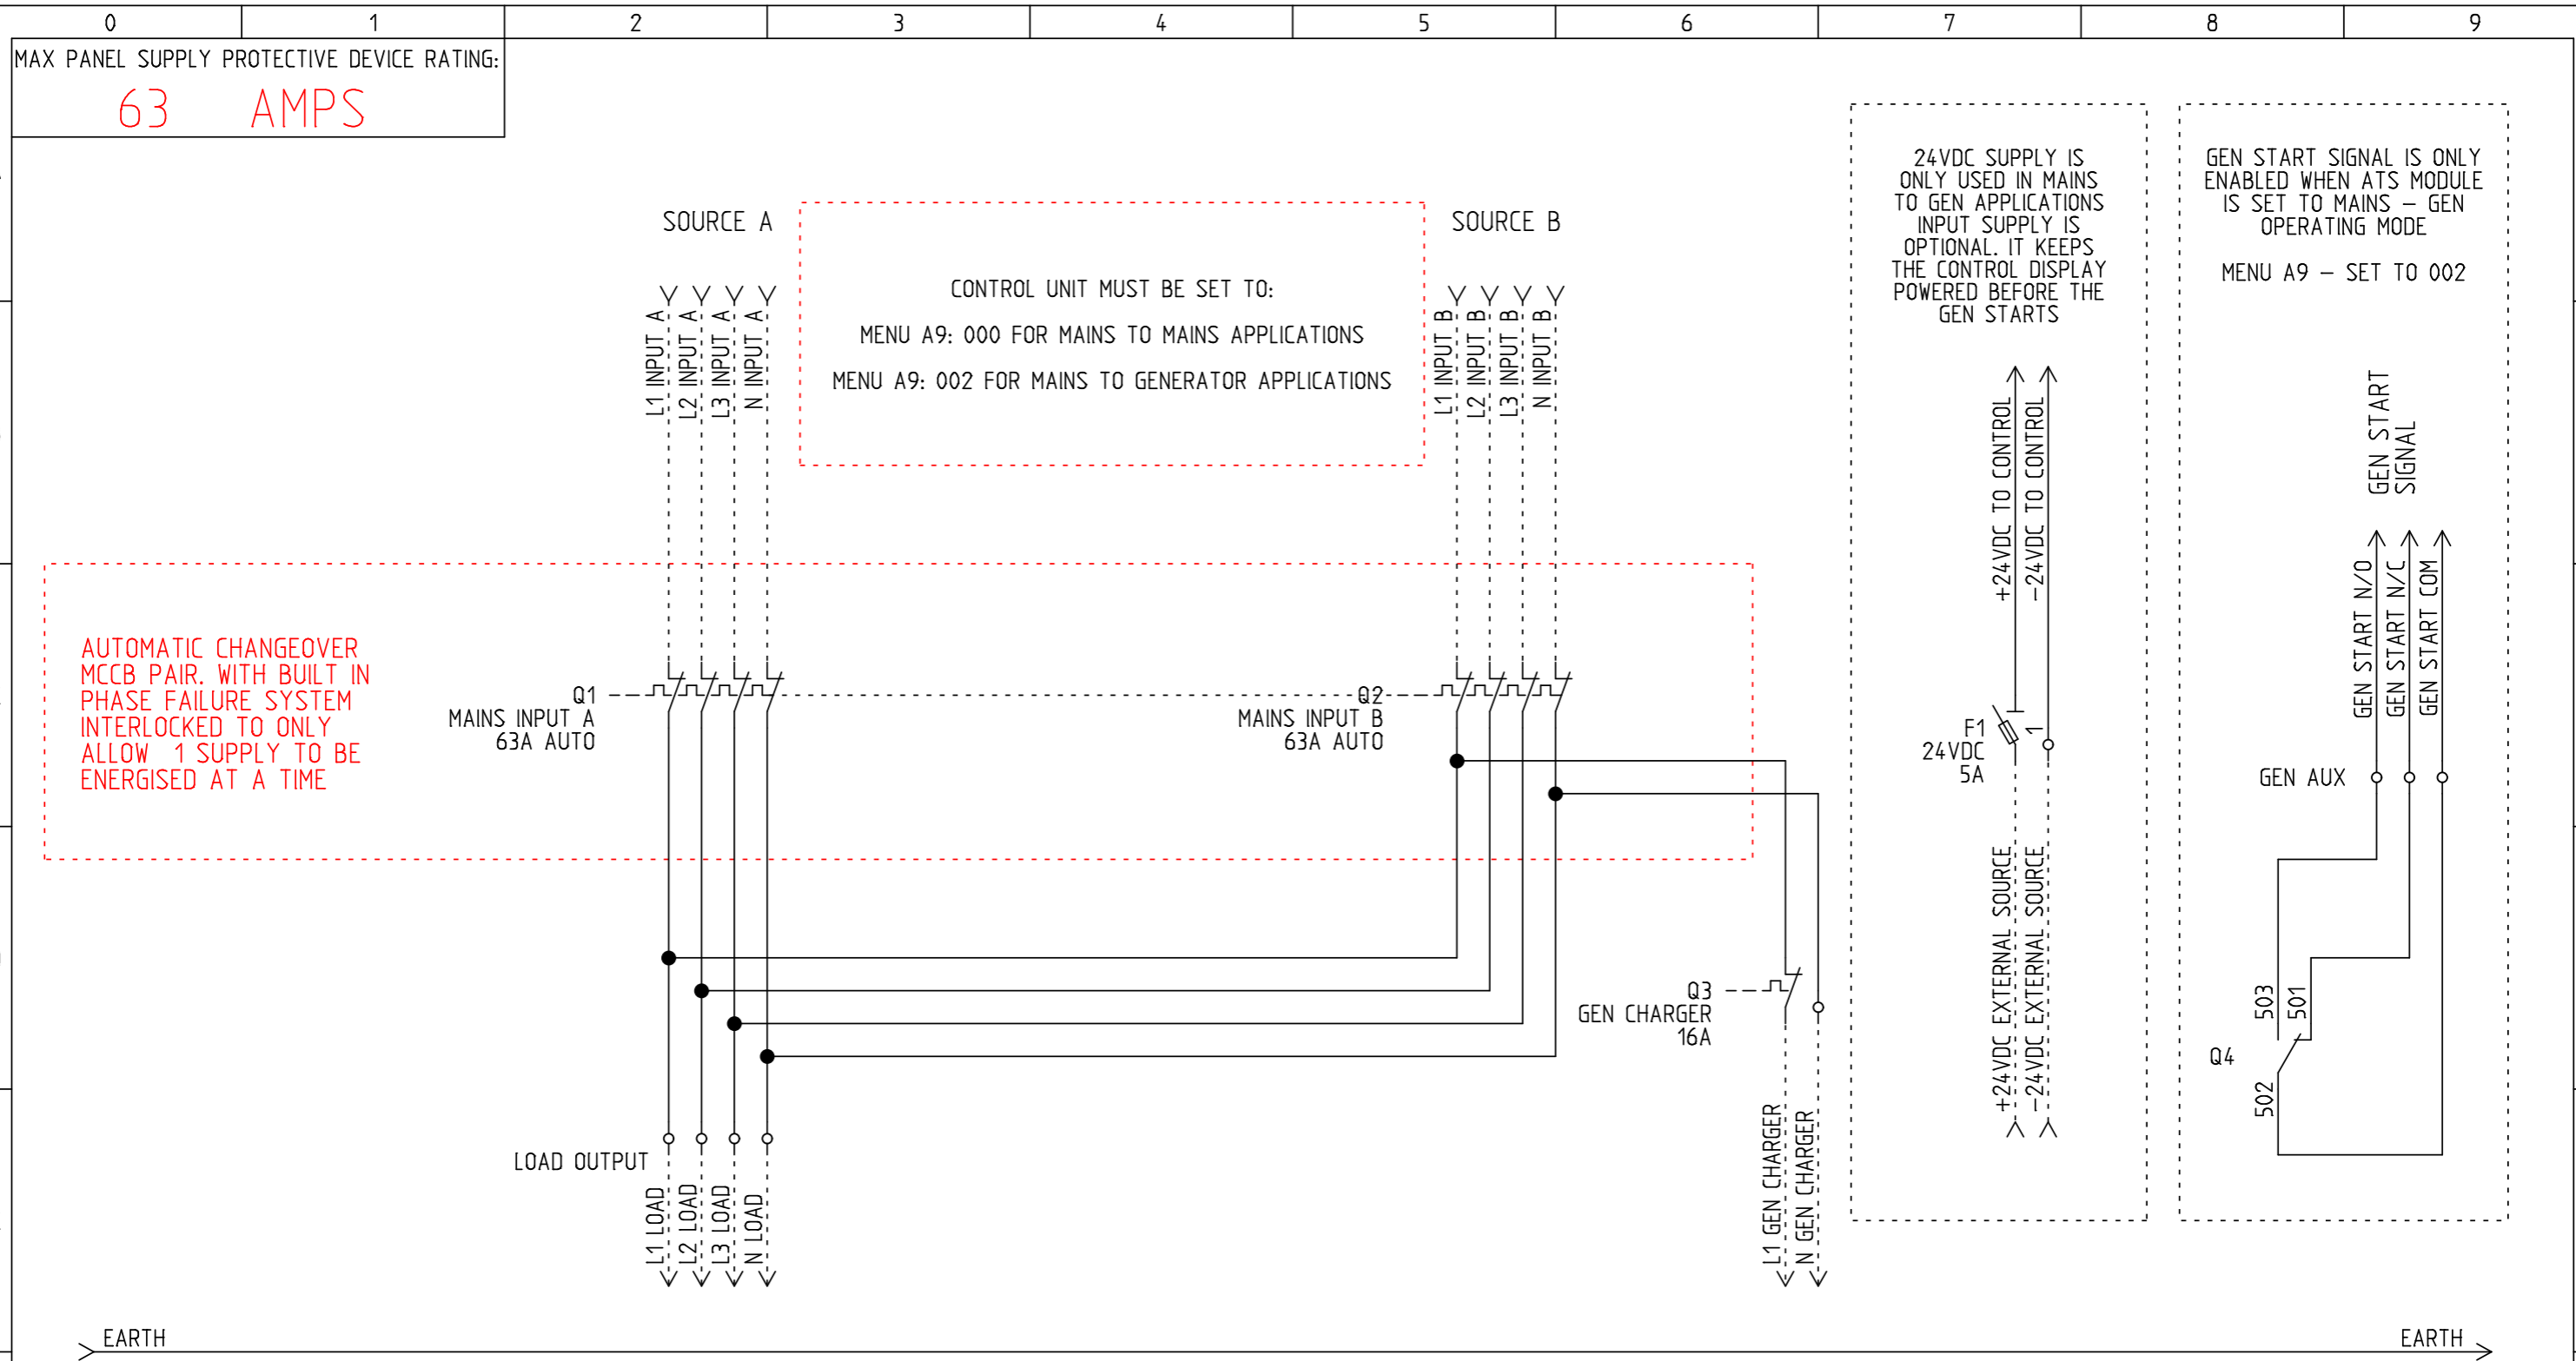 0 1 2 3 4 5 6 7 8 9
MAX PANEL SUPPLY PROTECTIVE DEVICE RATING:
63 AMPS
SOURCE A
L1 INPUT A
L2 INPUT A
L3 INPUT A
N INPUT A
CONTROL UNIT MUST BE SET TO:
MENU A9: 000 FOR MAINS TO MAINS APPLICATIONS
MENU A9: 002 FOR MAINS TO GENERATOR APPLICATIONS
SOURCE B
L1 INPUT B
L2 INPUT B
L3 INPUT B
N INPUT B
AUTOMATIC CHANGEOVER
MCCB PAIR. WITH BUILT IN
PHASE FAILURE SYSTEM
INTERLOCKED TO ONLY
ALLOW 1 SUPPLY TO BE
ENERGISED AT A TIME
Q1
MAINS INPUT A
63A AUTO
Q2
MAINS INPUT B
63A AUTO
LOAD OUTPUT
L1 LOAD
L2 LOAD
L3 LOAD
N LOAD
Q3
GEN CHARGER
16A
L1 GEN CHARGER
N GEN CHARGER
24VDC SUPPLY IS
ONLY USED IN MAINS
TO GEN APPLICATIONS
INPUT SUPPLY IS
OPTIONAL. IT KEEPS
THE CONTROL DISPLAY
POWERED BEFORE THE
GEN STARTS
+24VDC TO CONTROL
-24VDC TO CONTROL
F1
24VDC
5A
1
+24VDC EXTERNAL SOURCE
-24VDC EXTERNAL SOURCE
GEN START SIGNAL IS ONLY
ENABLED WHEN ATS MODULE
IS SET TO MAINS - GEN
OPERATING MODE
MENU A9 - SET TO 002
GEN START
SIGNAL
GEN START N/O
GEN START N/C
GEN START COM
GEN AUX
503
501
Q4
502
EARTH
EARTH